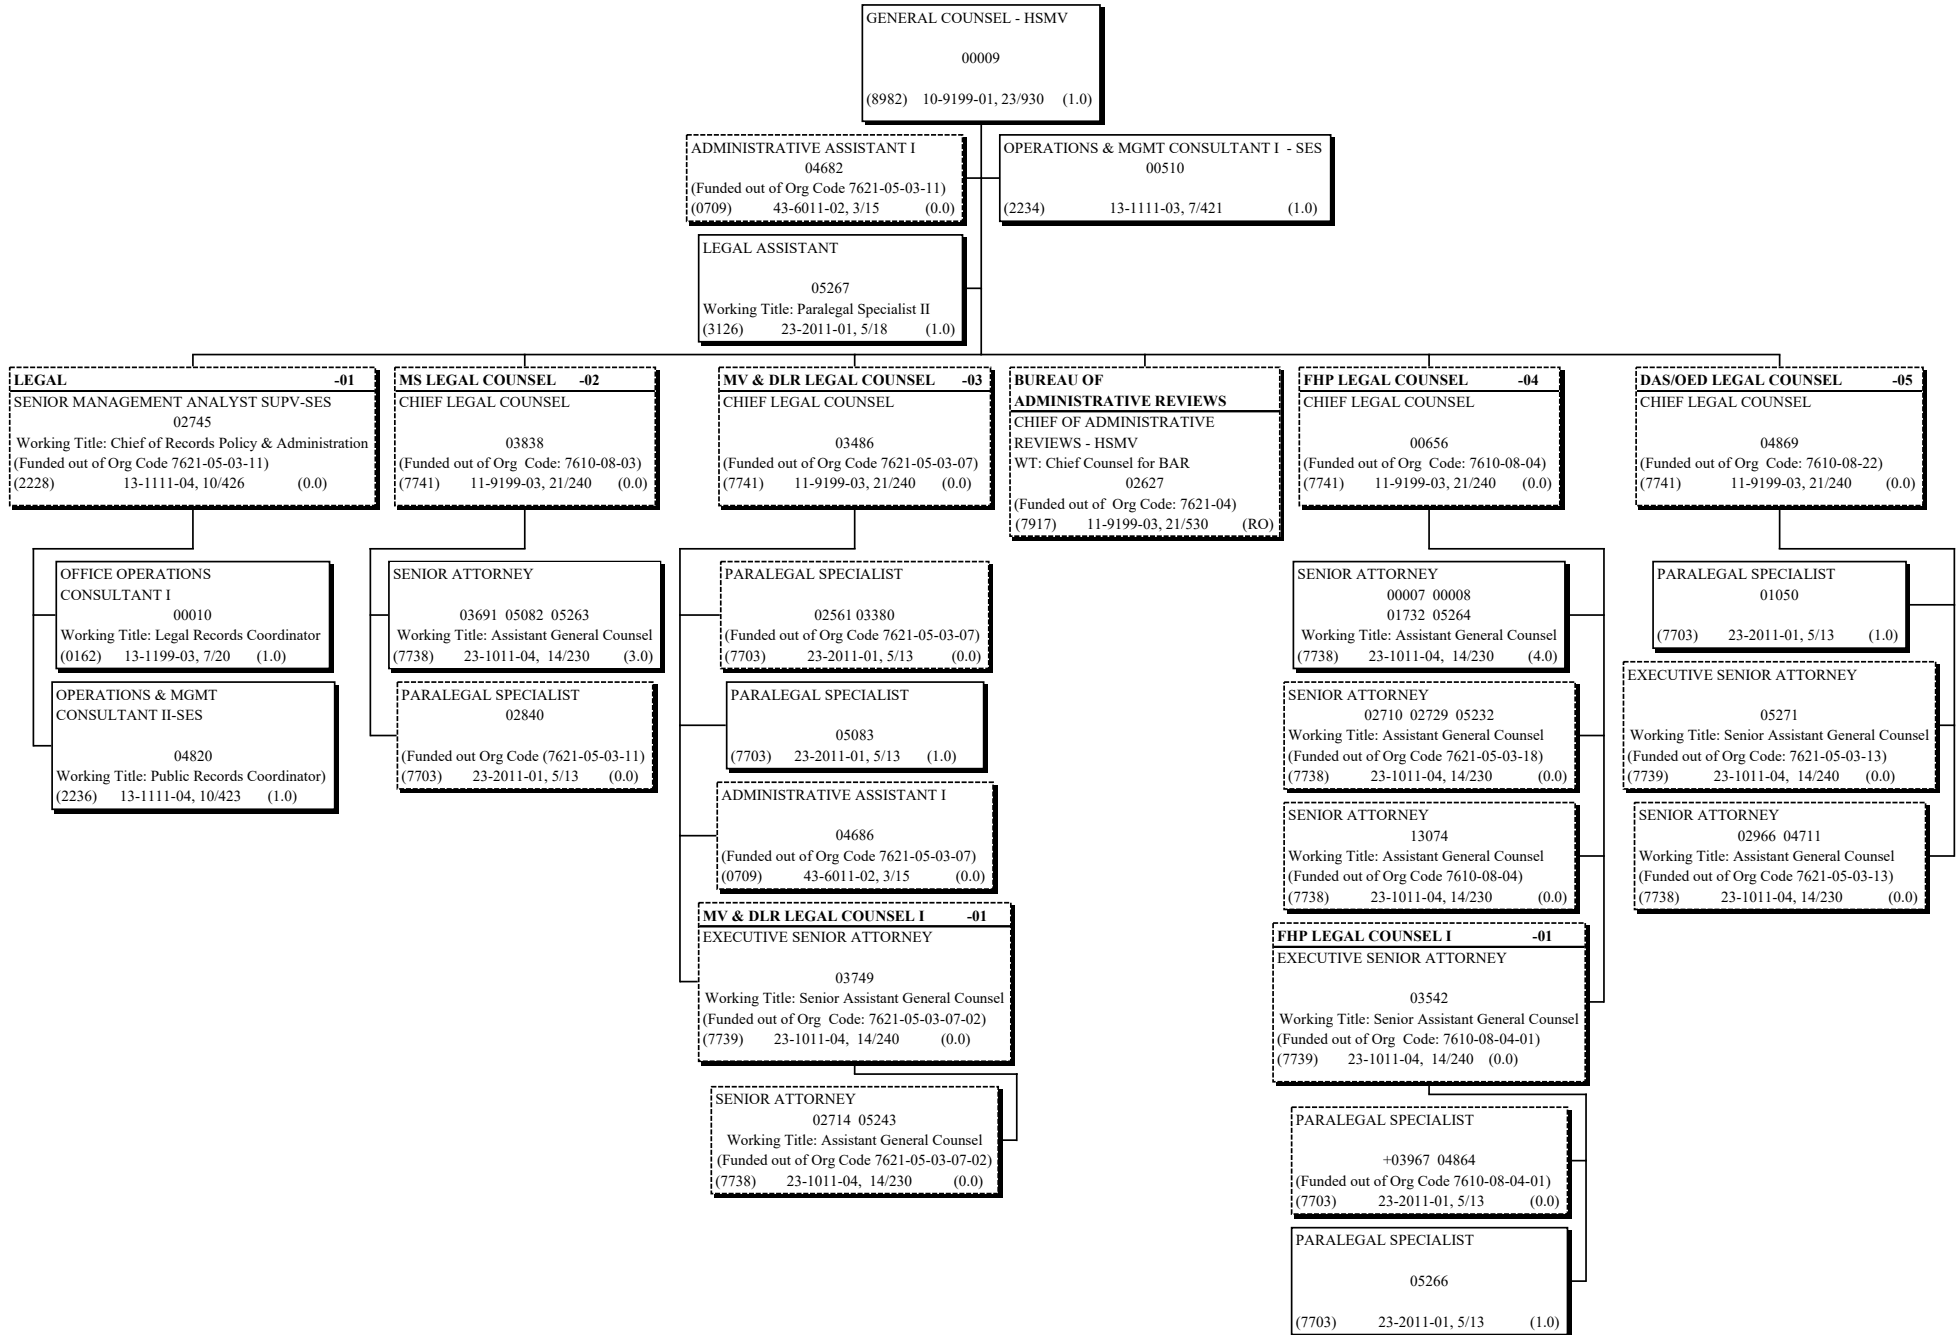 GENERAL COUNSEL - HSMV
00009
(8982) 10-9199-01, 23/930 (1.0)
ADMINISTRATIVE ASSISTANT I
04682
(Funded out of Org Code 7621-05-03-11)
(0709) 43-6011-02, 3/15 (0.0)
OPERATIONS & MGMT CONSULTANT I - SES
00510
(2234) 13-1111-03, 7/421 (1.0)
LEGAL ASSISTANT
05267
Working Title: Paralegal Specialist II
(3126) 23-2011-01, 5/18 (1.0)
LEGAL -01
SENIOR MANAGEMENT ANALYST SUPV-SES
02745
Working Title: Chief of Records Policy & Administration
(Funded out of Org Code 7621-05-03-11)
(2228) 13-1111-04, 10/426 (0.0)
OFFICE OPERATIONS
CONSULTANT I
00010
Working Title: Legal Records Coordinator
(0162) 13-1199-03, 7/20 (1.0)
OPERATIONS & MGMT
CONSULTANT II-SES
04820
Working Title: Public Records Coordinator)
(2236) 13-1111-04, 10/423 (1.0)
MS LEGAL COUNSEL -02
CHIEF LEGAL COUNSEL
03838
(Funded out of Org Code: 7610-08-03)
(7741) 11-9199-03, 21/240 (0.0)
SENIOR ATTORNEY
03691 05082 05263
Working Title: Assistant General Counsel
(7738) 23-1011-04, 14/230 (3.0)
PARALEGAL SPECIALIST
02840
(Funded out Org Code (7621-05-03-11)
(7703) 23-2011-01, 5/13 (0.0)
MV & DLR LEGAL COUNSEL -03
CHIEF LEGAL COUNSEL
03486
(Funded out of Org Code: 7621-05-03-07)
(7741) 11-9199-03, 21/240 (0.0)
PARALEGAL SPECIALIST
02561 03380
(Funded out of Org Code 7621-05-03-07)
(7703) 23-2011-01, 5/13 (0.0)
PARALEGAL SPECIALIST
05083
(7703) 23-2011-01, 5/13 (1.0)
ADMINISTRATIVE ASSISTANT I
04686
(Funded out of Org Code 7621-05-03-07)
(0709) 43-6011-02, 3/15 (0.0)
MV & DLR LEGAL COUNSEL I -01
EXECUTIVE SENIOR ATTORNEY
03749
Working Title: Senior Assistant General Counsel
(Funded out of Org Code: 7621-05-03-07-02)
(7739) 23-1011-04, 14/240 (0.0)
SENIOR ATTORNEY
02714 05243
Working Title: Assistant General Counsel
(Funded out of Org Code 7621-05-03-07-02)
(7738) 23-1011-04, 14/230 (0.0)
BUREAU OF
ADMINISTRATIVE REVIEWS
CHIEF OF ADMINISTRATIVE
REVIEWS - HSMV
WT: Chief Counsel for BAR
02627
(Funded out of Org Code: 7621-04)
(7917) 11-9199-03, 21/530 (RO)
FHP LEGAL COUNSEL -04
CHIEF LEGAL COUNSEL
00656
(Funded out of Org Code: 7610-08-04)
(7741) 11-9199-03, 21/240 (0.0)
SENIOR ATTORNEY
00007 00008
01732 05264
Working Title: Assistant General Counsel
(7738) 23-1011-04, 14/230 (4.0)
SENIOR ATTORNEY
02710 02729 05232
Working Title: Assistant General Counsel
(Funded out of Org Code 7621-05-03-18)
(7738) 23-1011-04, 14/230 (0.0)
SENIOR ATTORNEY
13074
Working Title: Assistant General Counsel
(Funded out of Org Code 7610-08-04)
(7738) 23-1011-04, 14/230 (0.0)
FHP LEGAL COUNSEL I -01
EXECUTIVE SENIOR ATTORNEY
03542
Working Title: Senior Assistant General Counsel
(Funded out of Org Code: 7610-08-04-01)
(7739) 23-1011-04, 14/240 (0.0)
PARALEGAL SPECIALIST
+03967 04864
(Funded out of Org Code 7610-08-04-01)
(7703) 23-2011-01, 5/13 (0.0)
PARALEGAL SPECIALIST
05266
(7703) 23-2011-01, 5/13 (1.0)
DAS/OED LEGAL COUNSEL -05
CHIEF LEGAL COUNSEL
04869
(Funded out of Org Code: 7610-08-22)
(7741) 11-9199-03, 21/240 (0.0)
PARALEGAL SPECIALIST
01050
(7703) 23-2011-01, 5/13 (1.0)
EXECUTIVE SENIOR ATTORNEY
05271
Working Title: Senior Assistant General Counsel
(Funded out of Org Code: 7621-05-03-13)
(7739) 23-1011-04, 14/240 (0.0)
SENIOR ATTORNEY
02966 04711
Working Title: Assistant General Counsel
(Funded out of Org Code: 7621-05-03-13)
(7738) 23-1011-04, 14/230 (0.0)